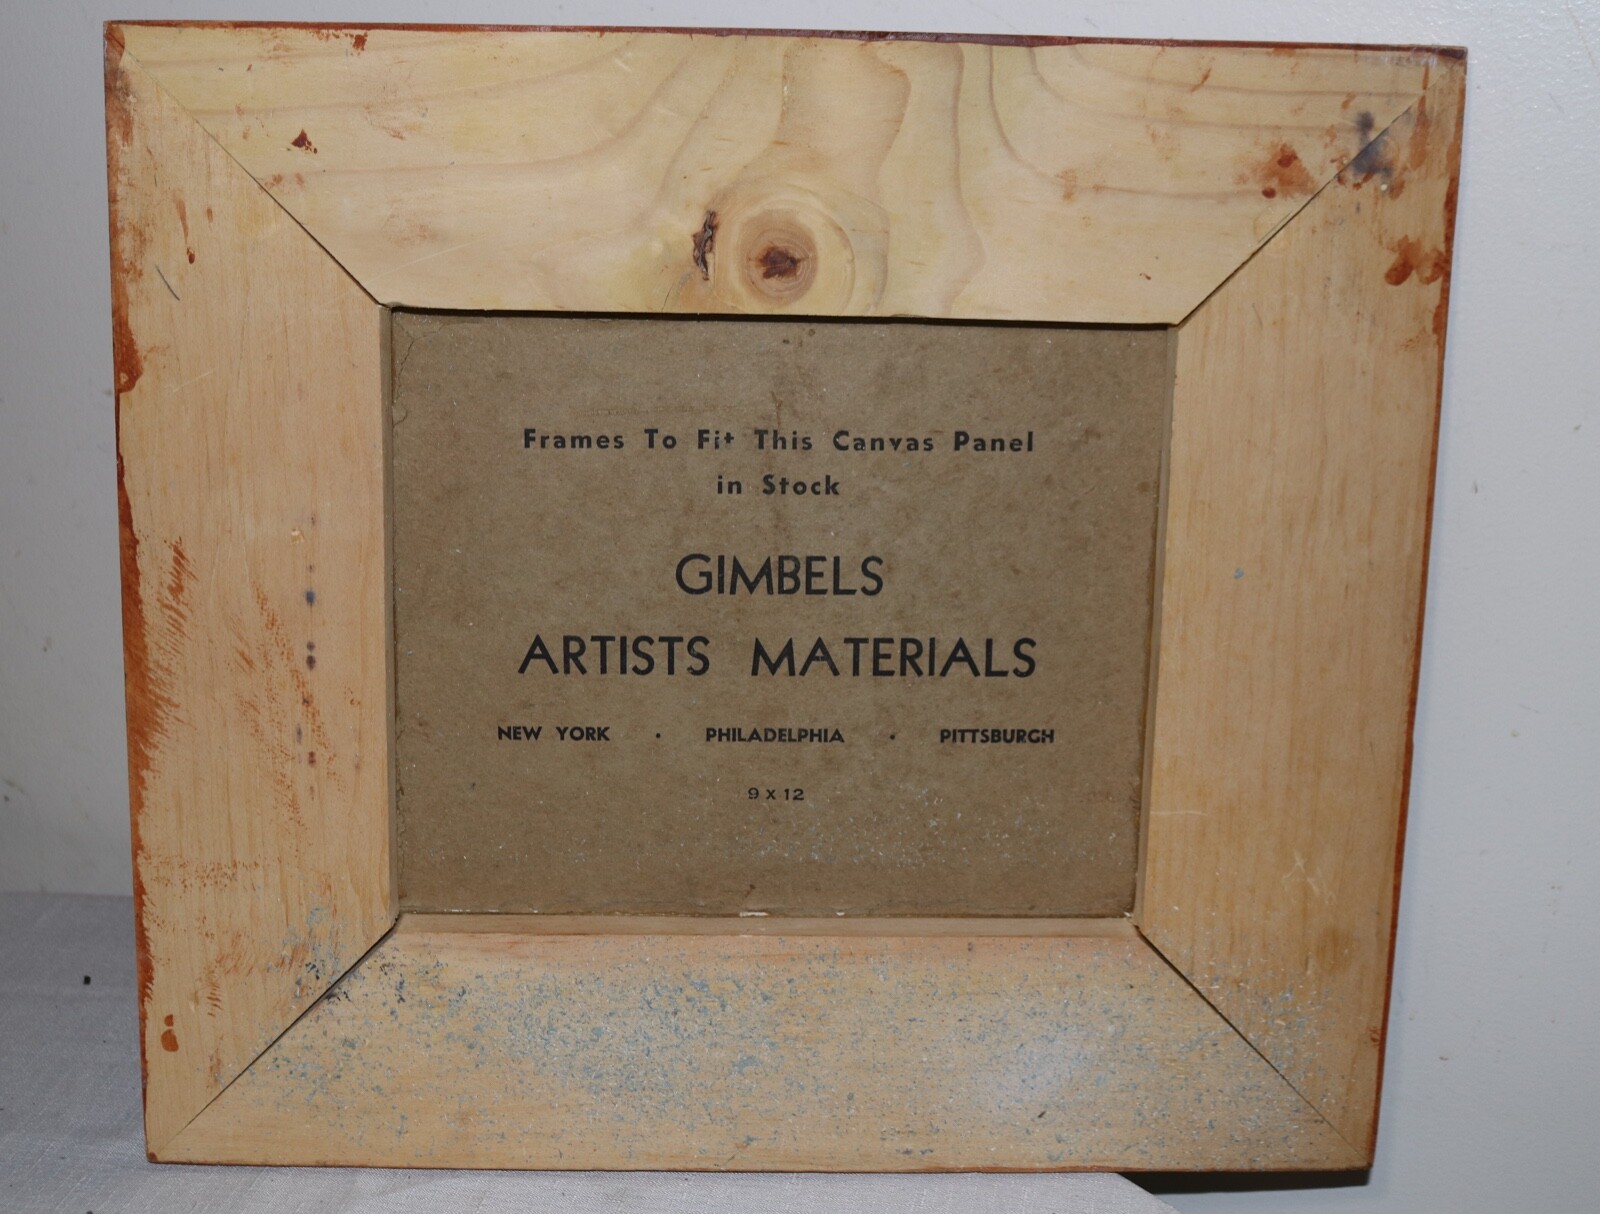 Frames To Fit This Canvas Panel
in Stock
GIMBELS
ARTISTS MATERIALS
NEW YORK · PHILADELPHIA · PITTSBURGH
9 x 12